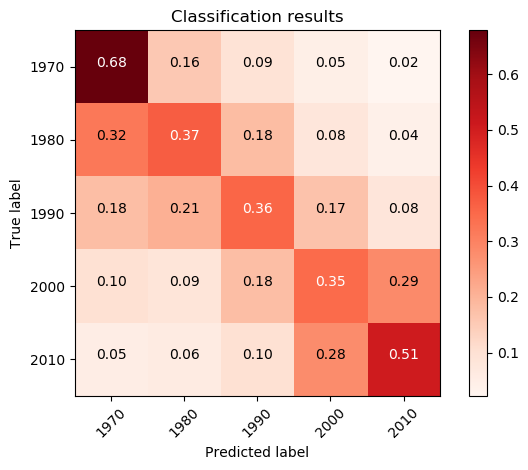 Classification results
1970 0.68 0.16 0.09 0.05 0.02
1980 0.32 0.37 0.18 0.08 0.04
1990 0.18 0.21 0.36 0.17 0.08
2000 0.10 0.09 0.18 0.35 0.29
2010 0.05 0.06 0.10 0.28 0.51
True label
1970 1980 1990 2000 2010
Predicted label
0.6
0.5
0.4
0.3
0.2
0.1